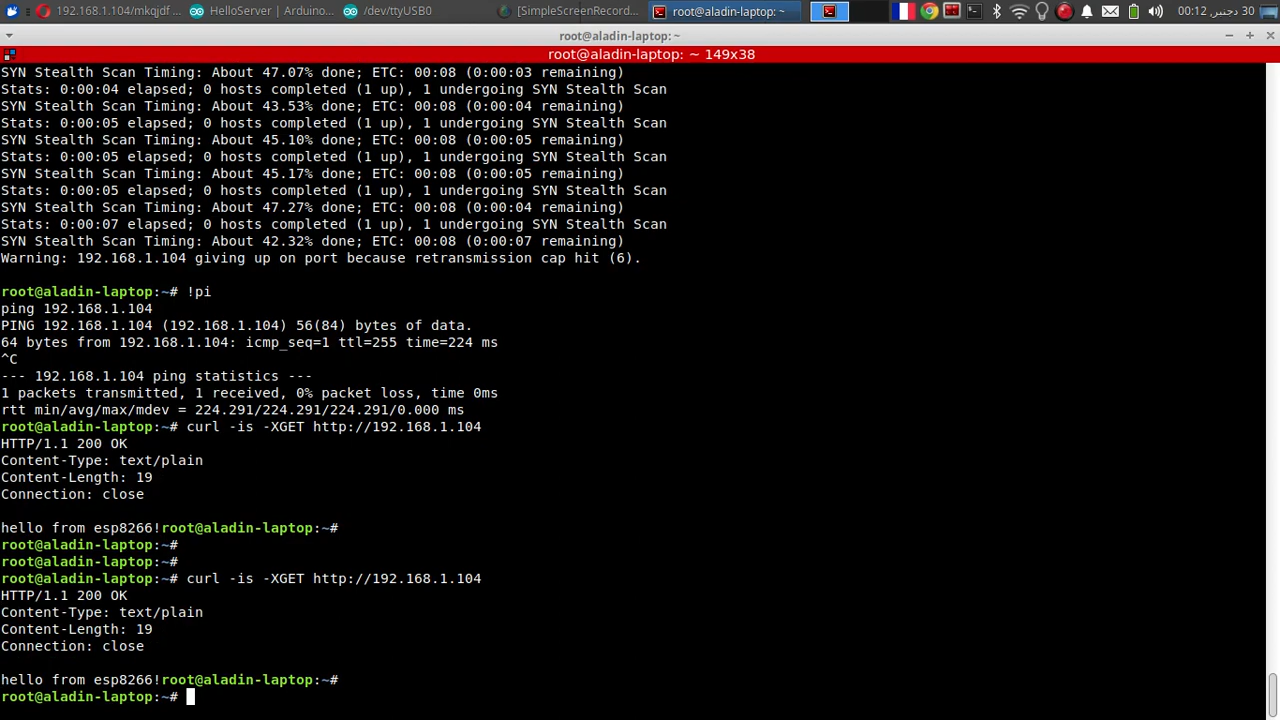 192.168.1.104/mkqjdf ...
HelloServer | Arduino...
/dev/ttyUSB0
[SimpleScreenRecord...
root@aladin-laptop: ~
30 دجنبر, 00:12
root@aladin-laptop: ~
root@aladin-laptop: ~ 149x38
SYN Stealth Scan Timing: About 47.07% done; ETC: 00:08 (0:00:03 remaining)
Stats: 0:00:04 elapsed; 0 hosts completed (1 up), 1 undergoing SYN Stealth Scan
SYN Stealth Scan Timing: About 43.53% done; ETC: 00:08 (0:00:04 remaining)
Stats: 0:00:05 elapsed; 0 hosts completed (1 up), 1 undergoing SYN Stealth Scan
SYN Stealth Scan Timing: About 45.10% done; ETC: 00:08 (0:00:05 remaining)
Stats: 0:00:05 elapsed; 0 hosts completed (1 up), 1 undergoing SYN Stealth Scan
SYN Stealth Scan Timing: About 45.17% done; ETC: 00:08 (0:00:05 remaining)
Stats: 0:00:05 elapsed; 0 hosts completed (1 up), 1 undergoing SYN Stealth Scan
SYN Stealth Scan Timing: About 47.27% done; ETC: 00:08 (0:00:04 remaining)
Stats: 0:00:07 elapsed; 0 hosts completed (1 up), 1 undergoing SYN Stealth Scan
SYN Stealth Scan Timing: About 42.32% done; ETC: 00:08 (0:00:07 remaining)
Warning: 192.168.1.104 giving up on port because retransmission cap hit (6).
root@aladin-laptop:~# !pi
ping 192.168.1.104
PING 192.168.1.104 (192.168.1.104) 56(84) bytes of data.
64 bytes from 192.168.1.104: icmp_seq=1 ttl=255 time=224 ms
^C
--- 192.168.1.104 ping statistics ---
1 packets transmitted, 1 received, 0% packet loss, time 0ms
rtt min/avg/max/mdev = 224.291/224.291/224.291/0.000 ms
root@aladin-laptop:~# curl -is -XGET http://192.168.1.104
HTTP/1.1 200 OK
Content-Type: text/plain
Content-Length: 19
Connection: close
hello from esp8266!root@aladin-laptop:~#
root@aladin-laptop:~#
root@aladin-laptop:~#
root@aladin-laptop:~# curl -is -XGET http://192.168.1.104
HTTP/1.1 200 OK
Content-Type: text/plain
Content-Length: 19
Connection: close
hello from esp8266!root@aladin-laptop:~#
root@aladin-laptop:~#